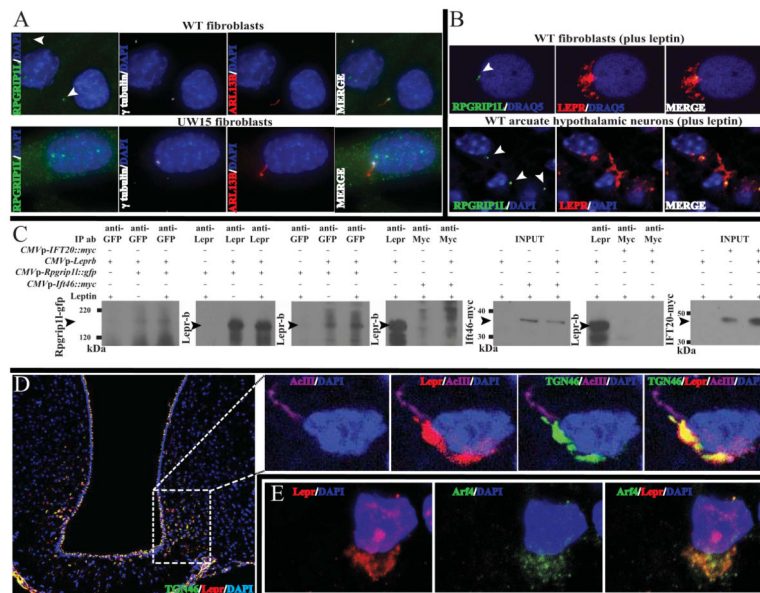 A
WT fibroblasts
RPGRIP1L/DAPI
γ tubulin/DAPI
ARL13B/DAPI
MERGE
UW15 fibroblasts
RPGRIP1L/DAPI
γ tubulin/DAPI
ARL13B/DAPI
MERGE
B
WT fibroblasts (plus leptin)
RPGRIP1L/DRAQ5
LEPR/DRAQ5
MERGE
WT arcuate hypothalamic neurons (plus leptin)
RPGRIP1L/DAPI
LEPR/DAPI
MERGE
C
anti- anti- anti- anti- anti- anti- anti- anti- anti- anti- anti- anti- anti- anti- anti-
IP ab GFP GFP GFP Lepr Lepr Lepr GFP GFP GFP Lepr Myc Myc INPUT Lepr Myc Myc INPUT
CMVp-IFT20::myc
CMVp-Leprb
CMVp-Rpgrip1l::gfp
CMVp-Ift46::myc
Leptin
Rpgrip1l-gfp
220
120
kDa
Lepr-b
Lepr-b
Lepr-b
Ift46-myc
46
30
kDa
Lepr-b
IFT20-myc
46
30
kDa
D
TGN46/Lepr/DAPI
AcIII/DAPI
Lepr/AcIII/DAPI
TGN46/AcIII/DAPI
TGN46/Lepr/DAPI
E
Lepr/DAPI
Arf4/DAPI
Arf4/Lepr/DAPI